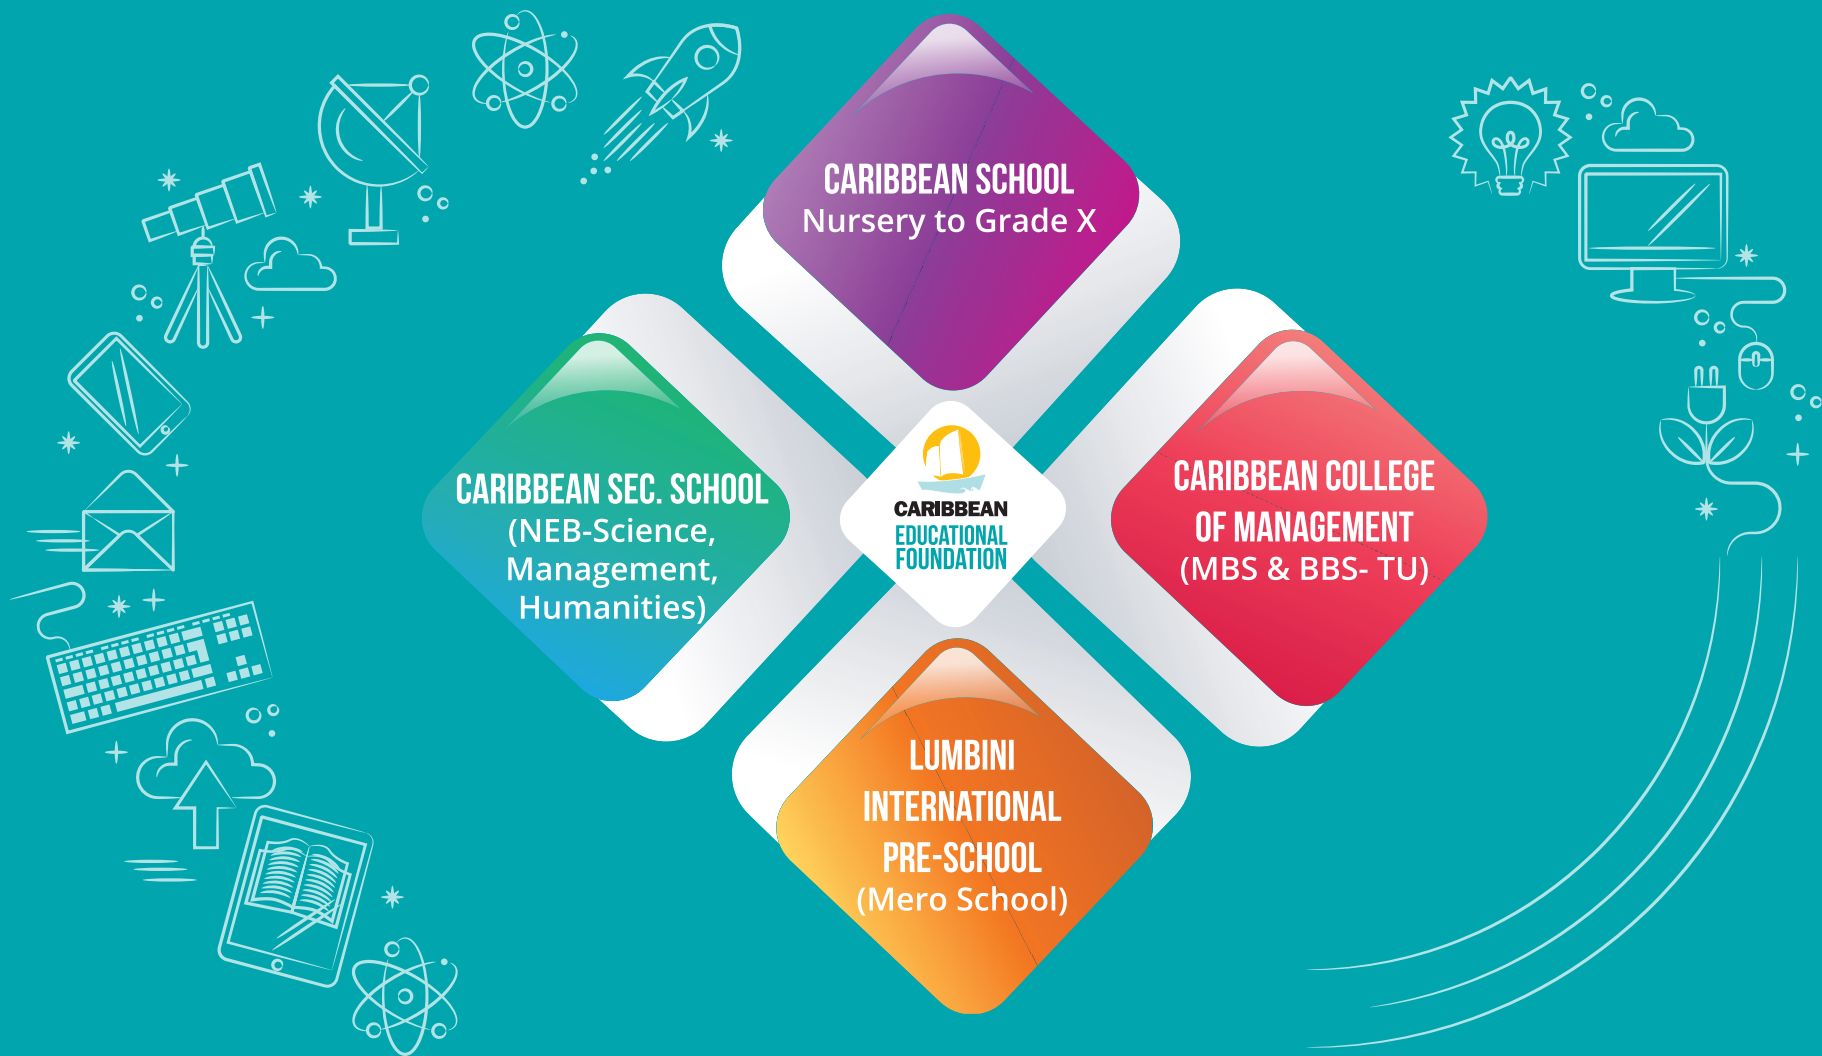 CARIBBEAN SCHOOL
Nursery to Grade X
CARIBBEAN SEC. SCHOOL
(NEB-Science,
Management,
Humanities)
CARIBBEAN
EDUCATIONAL
FOUNDATION
CARIBBEAN COLLEGE
OF MANAGEMENT
(MBS & BBS- TU)
LUMBINI
INTERNATIONAL
PRE-SCHOOL
(Mero School)